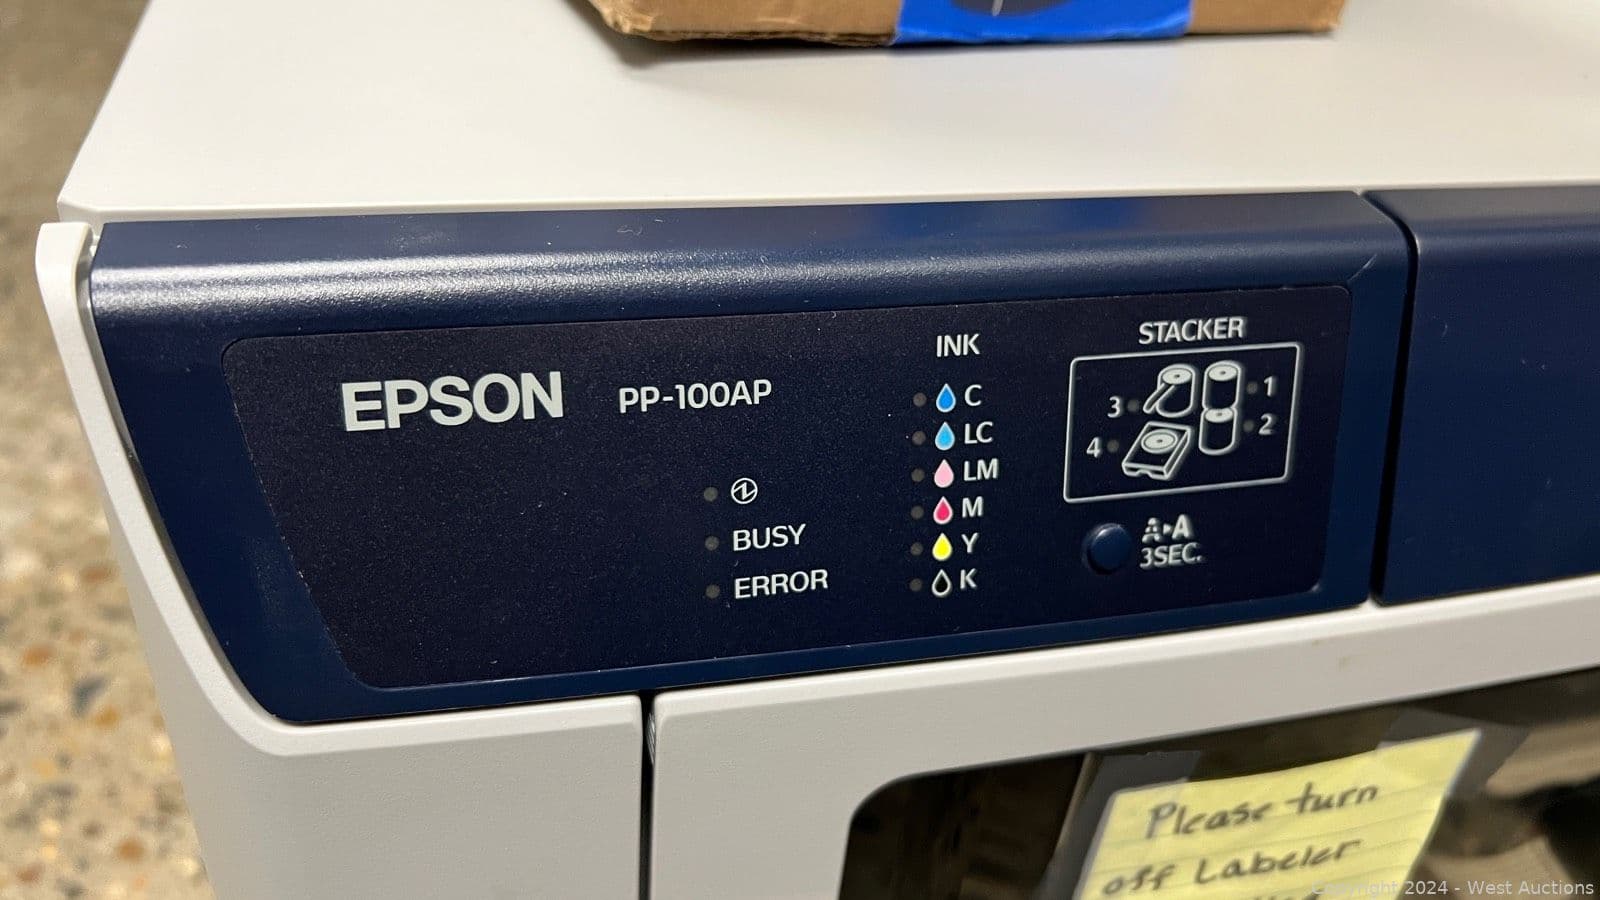 EPSON PP-100AP
BUSY
ERROR
INK
C
LC
LM
M
Y
K
STACKER
1
2
3
4
A▸A
3SEC.
Please turn
off Labeler
Copyright 2024 - West Auctions